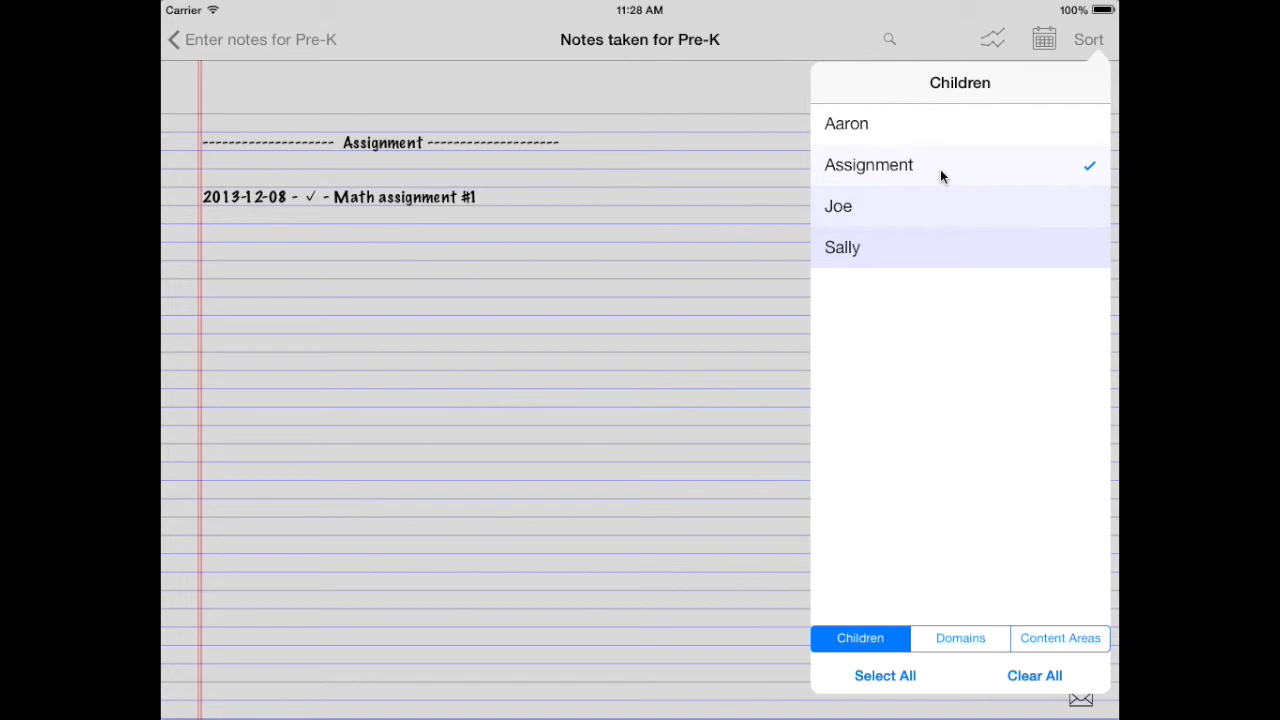 Carrier 11:28 AM 100%
Enter notes for Pre-K Notes taken for Pre-K Sort
Children
Aaron
Assignment
Joe
Sally
-------------------- Assignment --------------------
2013-12-08 - ✓ - Math assignment #1
Children Domains Content Areas
Select All Clear All